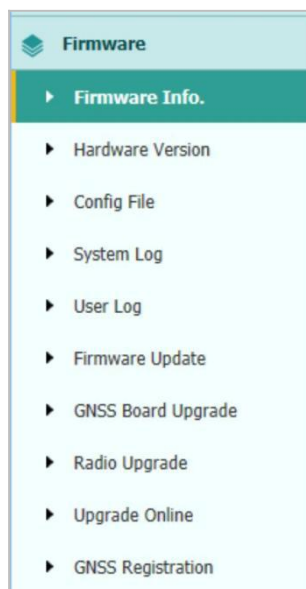 Firmware
Firmware Info.
Hardware Version
Config File
System Log
User Log
Firmware Update
GNSS Board Upgrade
Radio Upgrade
Upgrade Online
GNSS Registration